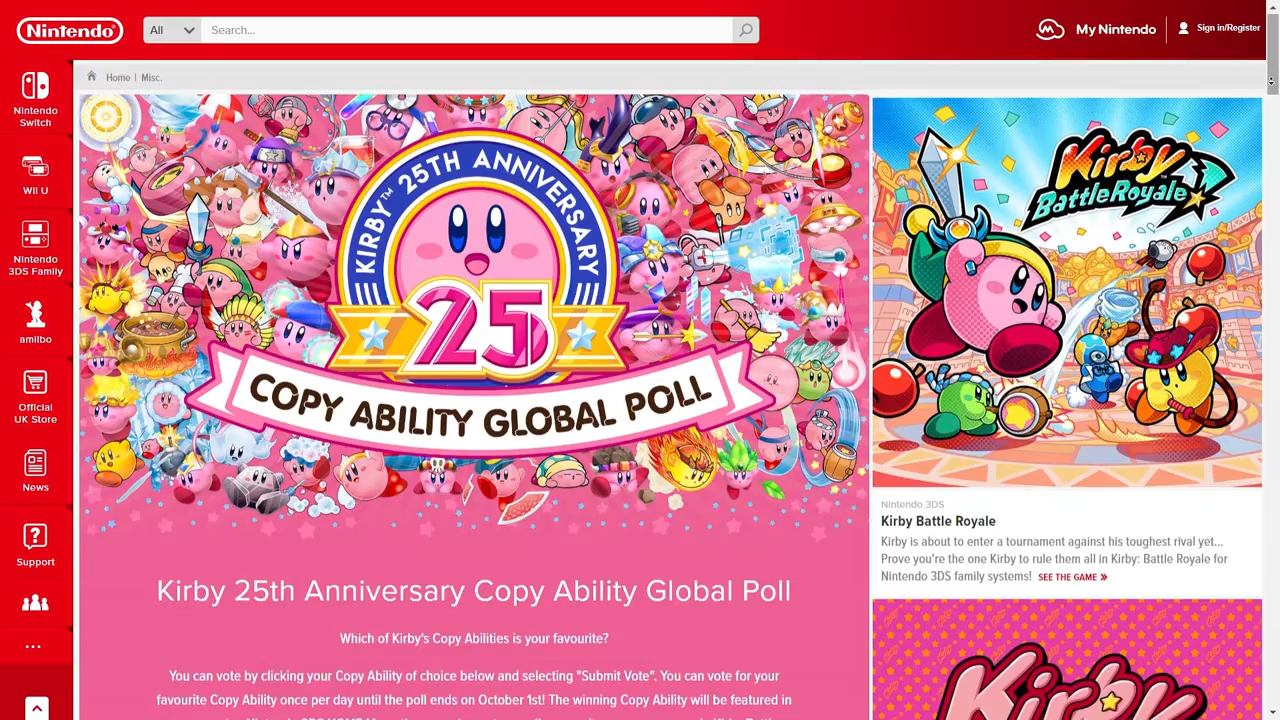 Nintendo
All
Search...
My Nintendo
Sign in/Register
Nintendo
Switch
Wii U
Nintendo
3DS Family
amiibo
Official
UK Store
News
Support
...
Home | Misc.
KIRBY™ 25TH ANNIVERSARY
25
COPY ABILITY GLOBAL POLL
Kirby 25th Anniversary Copy Ability Global Poll
Which of Kirby's Copy Abilities is your favourite?
You can vote by clicking your Copy Ability of choice below and selecting "Submit Vote". You can vote for your
favourite Copy Ability once per day until the poll ends on October 1st! The winning Copy Ability will be featured in
Kirby
Battle Royale
Nintendo 3DS
Kirby Battle Royale
Kirby is about to enter a tournament against his toughest rival yet...
Prove you're the one Kirby to rule them all in Kirby: Battle Royale for
Nintendo 3DS family systems! SEE THE GAME »
Kirby